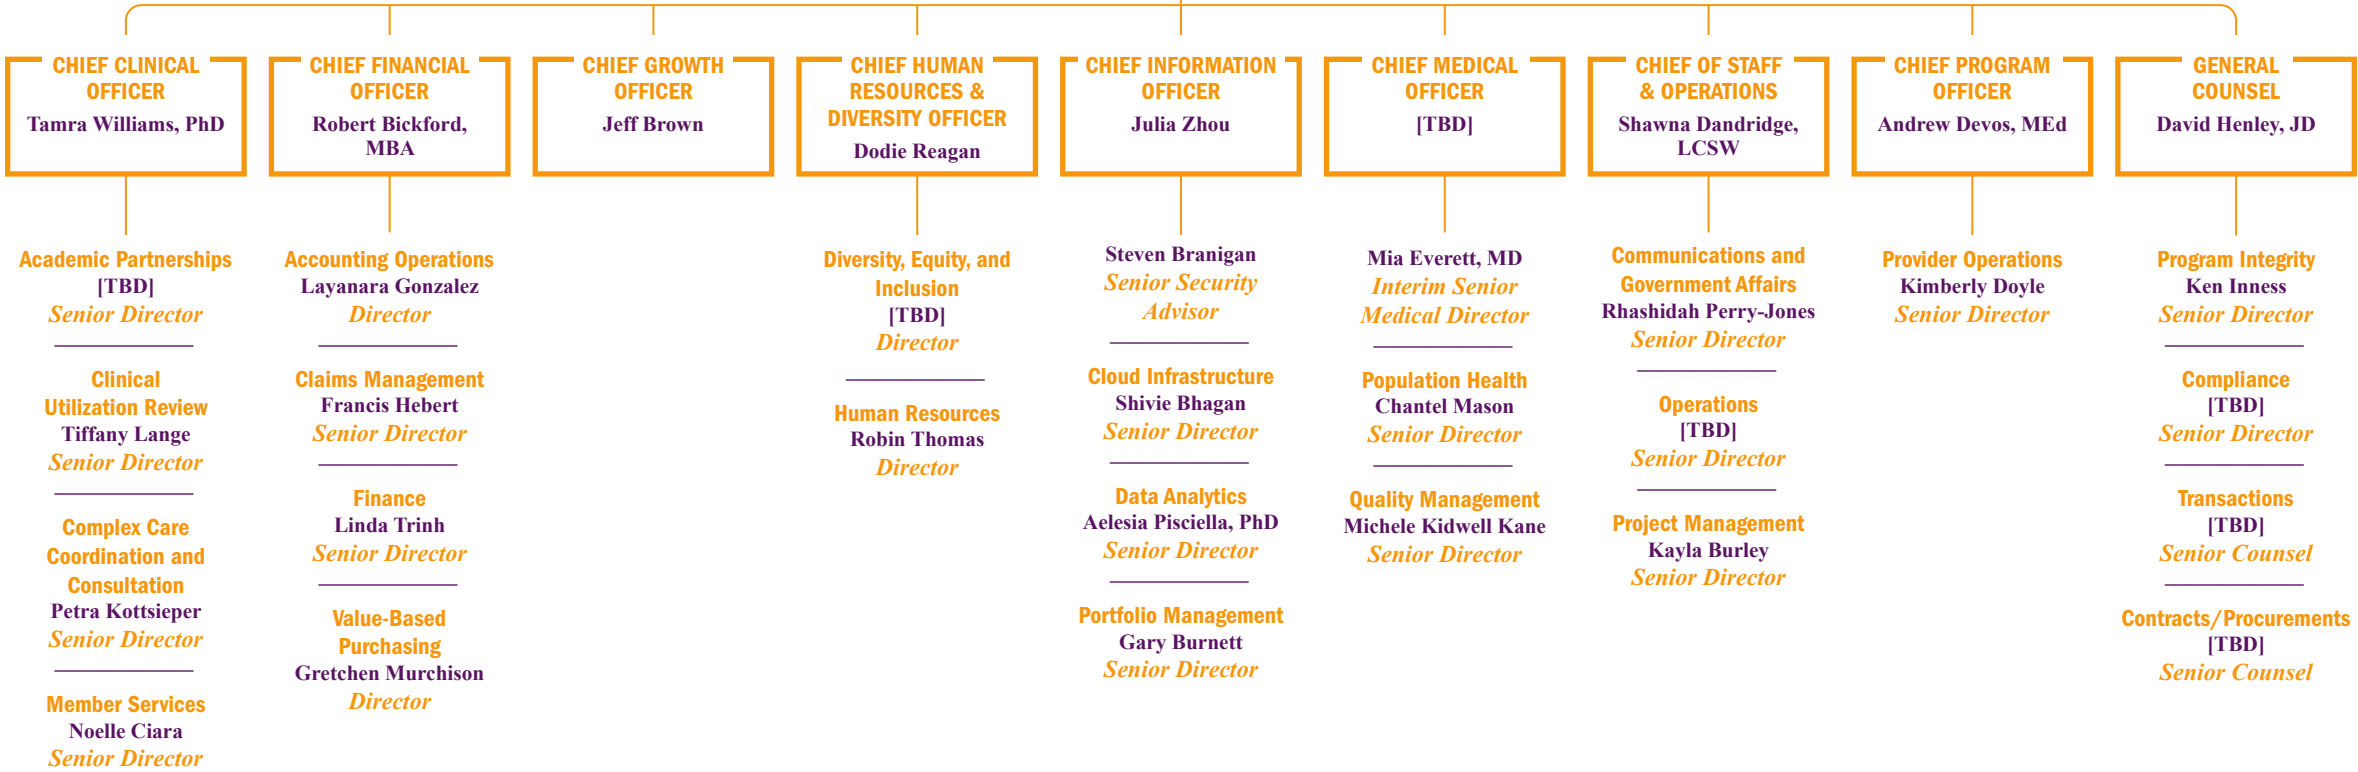 CHIEF CLINICAL
OFFICER
Tamra Williams, PhD
CHIEF FINANCIAL
OFFICER
Robert Bickford,
MBA
CHIEF GROWTH
OFFICER
Jeff Brown
CHIEF HUMAN
RESOURCES &
DIVERSITY OFFICER
Dodie Reagan
CHIEF INFORMATION
OFFICER
Julia Zhou
CHIEF MEDICAL
OFFICER
[TBD]
CHIEF OF STAFF
& OPERATIONS
Shawna Dandridge,
LCSW
CHIEF PROGRAM
OFFICER
Andrew Devos, MEd
GENERAL
COUNSEL
David Henley, JD
Academic Partnerships
[TBD]
Senior Director
Clinical
Utilization Review
Tiffany Lange
Senior Director
Complex Care
Coordination and
Consultation
Petra Kottsieper
Senior Director
Member Services
Noelle Ciara
Senior Director
Accounting Operations
Layanara Gonzalez
Director
Claims Management
Francis Hebert
Senior Director
Finance
Linda Trinh
Senior Director
Value-Based
Purchasing
Gretchen Murchison
Director
Diversity, Equity, and
Inclusion
[TBD]
Director
Human Resources
Robin Thomas
Director
Steven Branigan
Senior Security
Advisor
Cloud Infrastructure
Shivie Bhagan
Senior Director
Data Analytics
Aelesia Pisciella, PhD
Senior Director
Portfolio Management
Gary Burnett
Senior Director
Mia Everett, MD
Interim Senior
Medical Director
Population Health
Chantel Mason
Senior Director
Quality Management
Michele Kidwell Kane
Senior Director
Communications and
Government Affairs
Rhashidah Perry-Jones
Senior Director
Operations
[TBD]
Senior Director
Project Management
Kayla Burley
Senior Director
Provider Operations
Kimberly Doyle
Senior Director
Program Integrity
Ken Inness
Senior Director
Compliance
[TBD]
Senior Director
Transactions
[TBD]
Senior Counsel
Contracts/Procurements
[TBD]
Senior Counsel